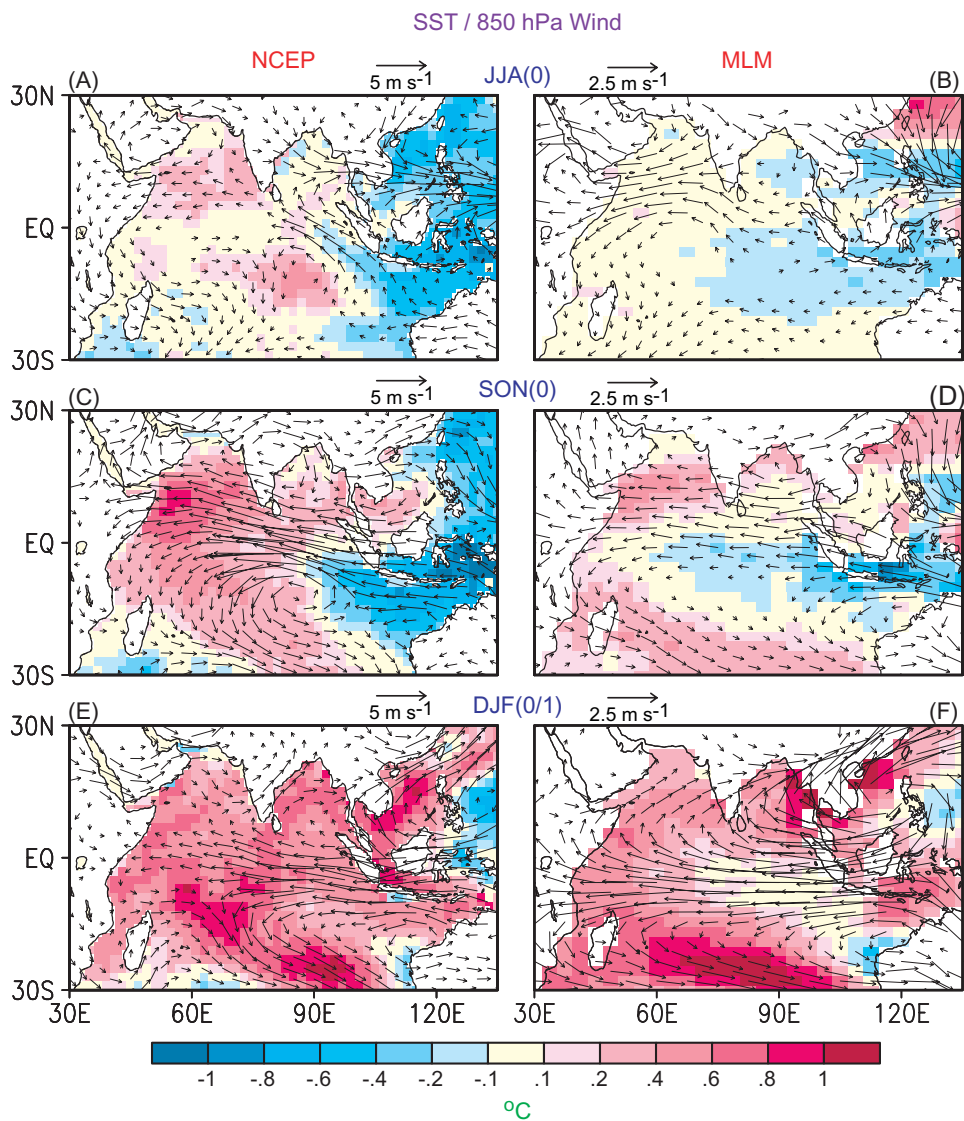 SST / 850 hPa Wind
NCEP MLM
(A) 5 m s-1 JJA(0) 2.5 m s-1 (B)
30N
EQ
30S
(C) 5 m s-1 SON(0) 2.5 m s-1 (D)
30N
EQ
30S
(E) 5 m s-1 DJF(0/1) 2.5 m s-1 (F)
30N
EQ
30S
30E 60E 90E 120E 30E 60E 90E 120E
-1 -.8 -.6 -.4 -.2 -.1 .1 .2 .4 .6 .8 1
oC